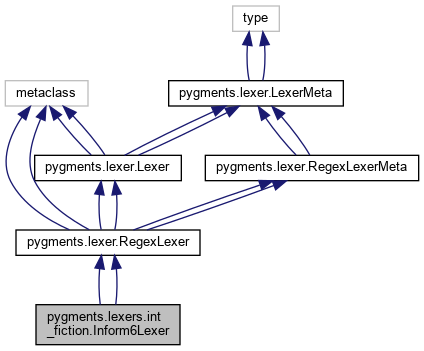 type
metaclass
pygments.lexer.LexerMeta
pygments.lexer.Lexer
pygments.lexer.RegexLexerMeta
pygments.lexer.RegexLexer
pygments.lexers.int
_fiction.Inform6Lexer